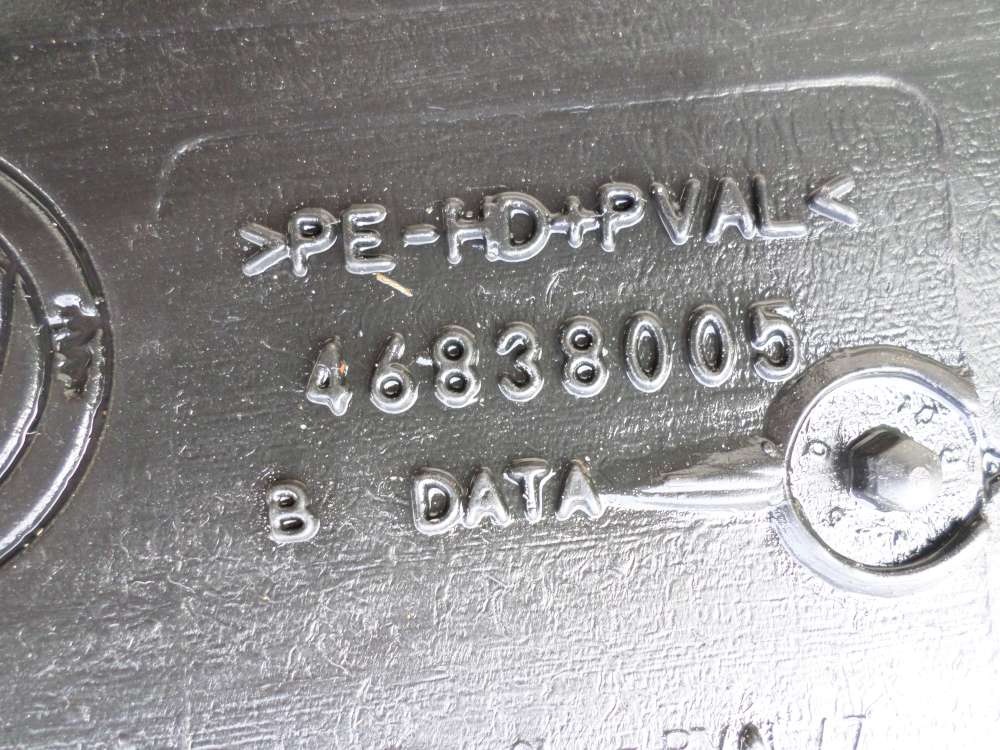 >PE-HD+PVAL<
46838005
B DATA